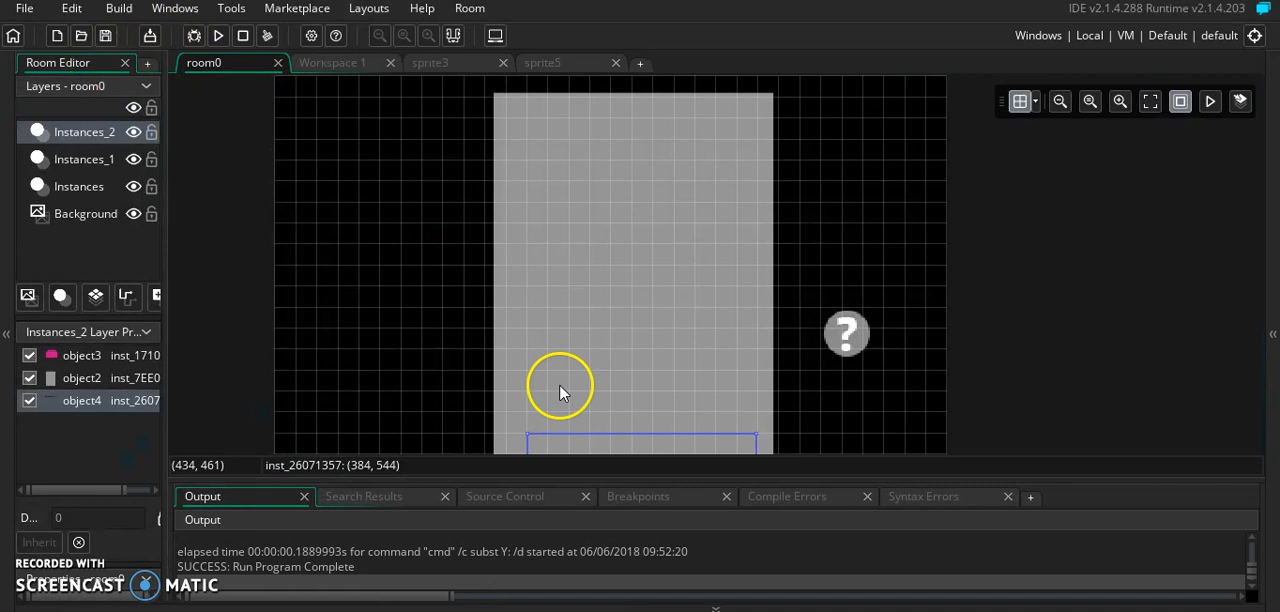 File Edit Build Windows Tools Marketplace Layouts Help Room IDE v2.1.4.288 Runtime v2.1.4.203
Windows | Local | VM | Default | default
Room Editor
room0 Workspace 1 sprite3 sprite5
Layers - room0
Instances_2
Instances_1
Instances
Background
?
Instances_2 Layer Pr...
object3 inst_1710
object2 inst_7EE0
object4 inst_2607
(434, 461) inst_26071357: (384, 544)
Output Search Results Source Control Breakpoints Compile Errors Syntax Errors
D... 0
Output
Inherit
elapsed time 00:00:00.1889993s for command "cmd" /c subst Y: /d started at 06/06/2018 09:52:20
SUCCESS: Run Program Complete
RECORDED WITH
Properties - room0
SCREENCAST MATIC